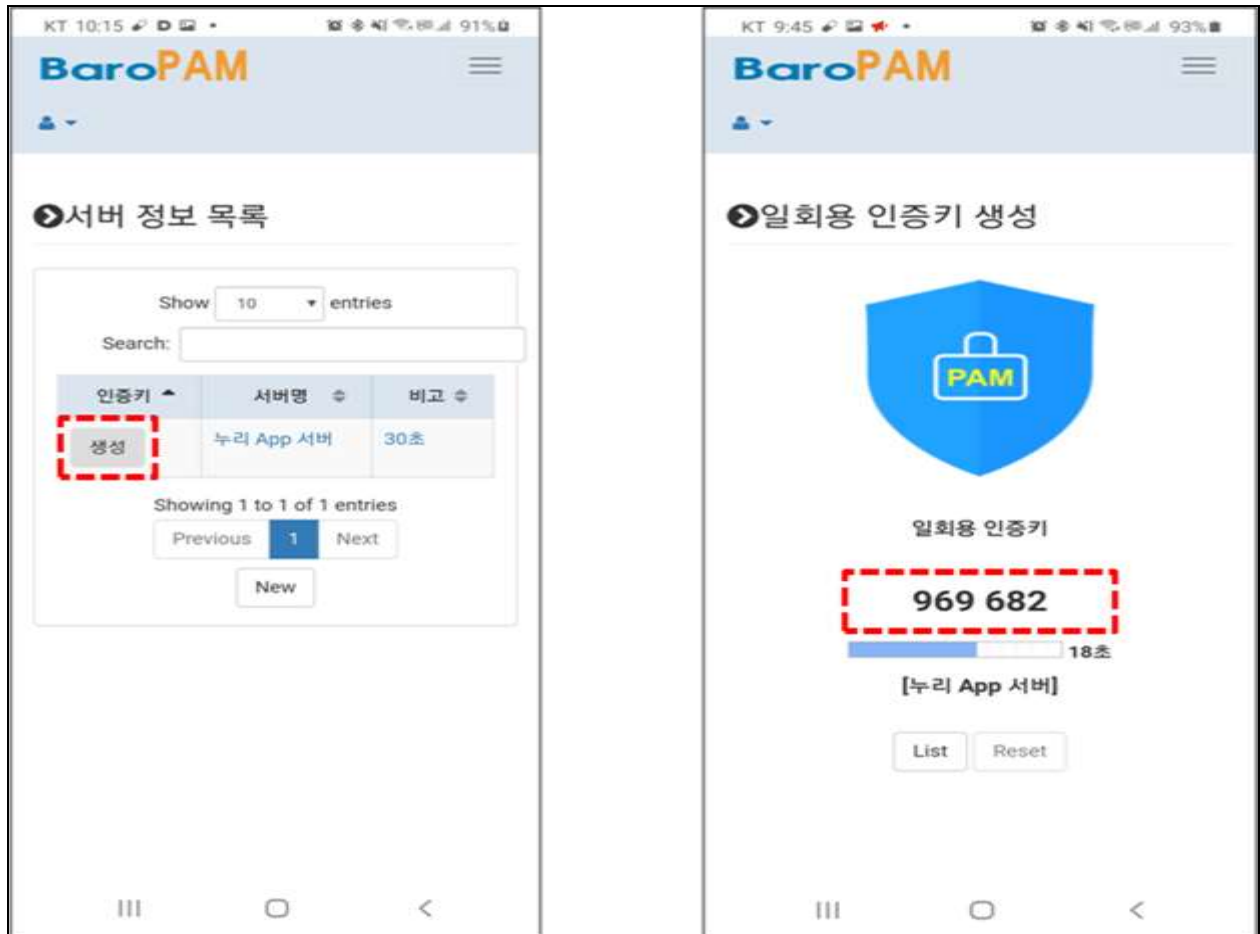 KT 10:15 D 91%
BaroPAM
서버 정보 목록
Show 10 entries
Search:
인증키 서버명 비고
생성 누리 App 서버 30초
Showing 1 to 1 of 1 entries
Previous 1 Next
New
KT 9:45 93%
BaroPAM
일회용 인증키 생성
PAM
일회용 인증키
969 682
18초
[누리 App 서버]
List Reset